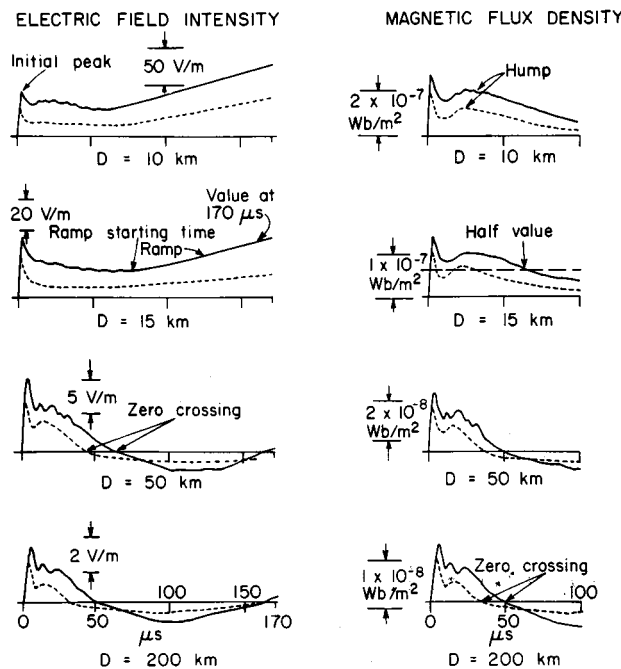 ELECTRIC FIELD INTENSITY
MAGNETIC FLUX DENSITY
Initial peak
50 V/m
D = 10 km
Hump
2 x 10⁻⁷
Wb/m²
D = 10 km
20 V/m
Ramp starting time
Ramp
Value at
170 μs
D = 15 km
Half value
1 x 10⁻⁷
Wb/m²
D = 15 km
5 V/m
Zero crossing
D = 50 km
2 x 10⁻⁸
Wb/m²
D = 50 km
2 V/m
0 50 100 150 170
μs
D = 200 km
1 x 10⁻⁸
Wb/m²
Zero crossing
0 50 100
μs
D = 200 km